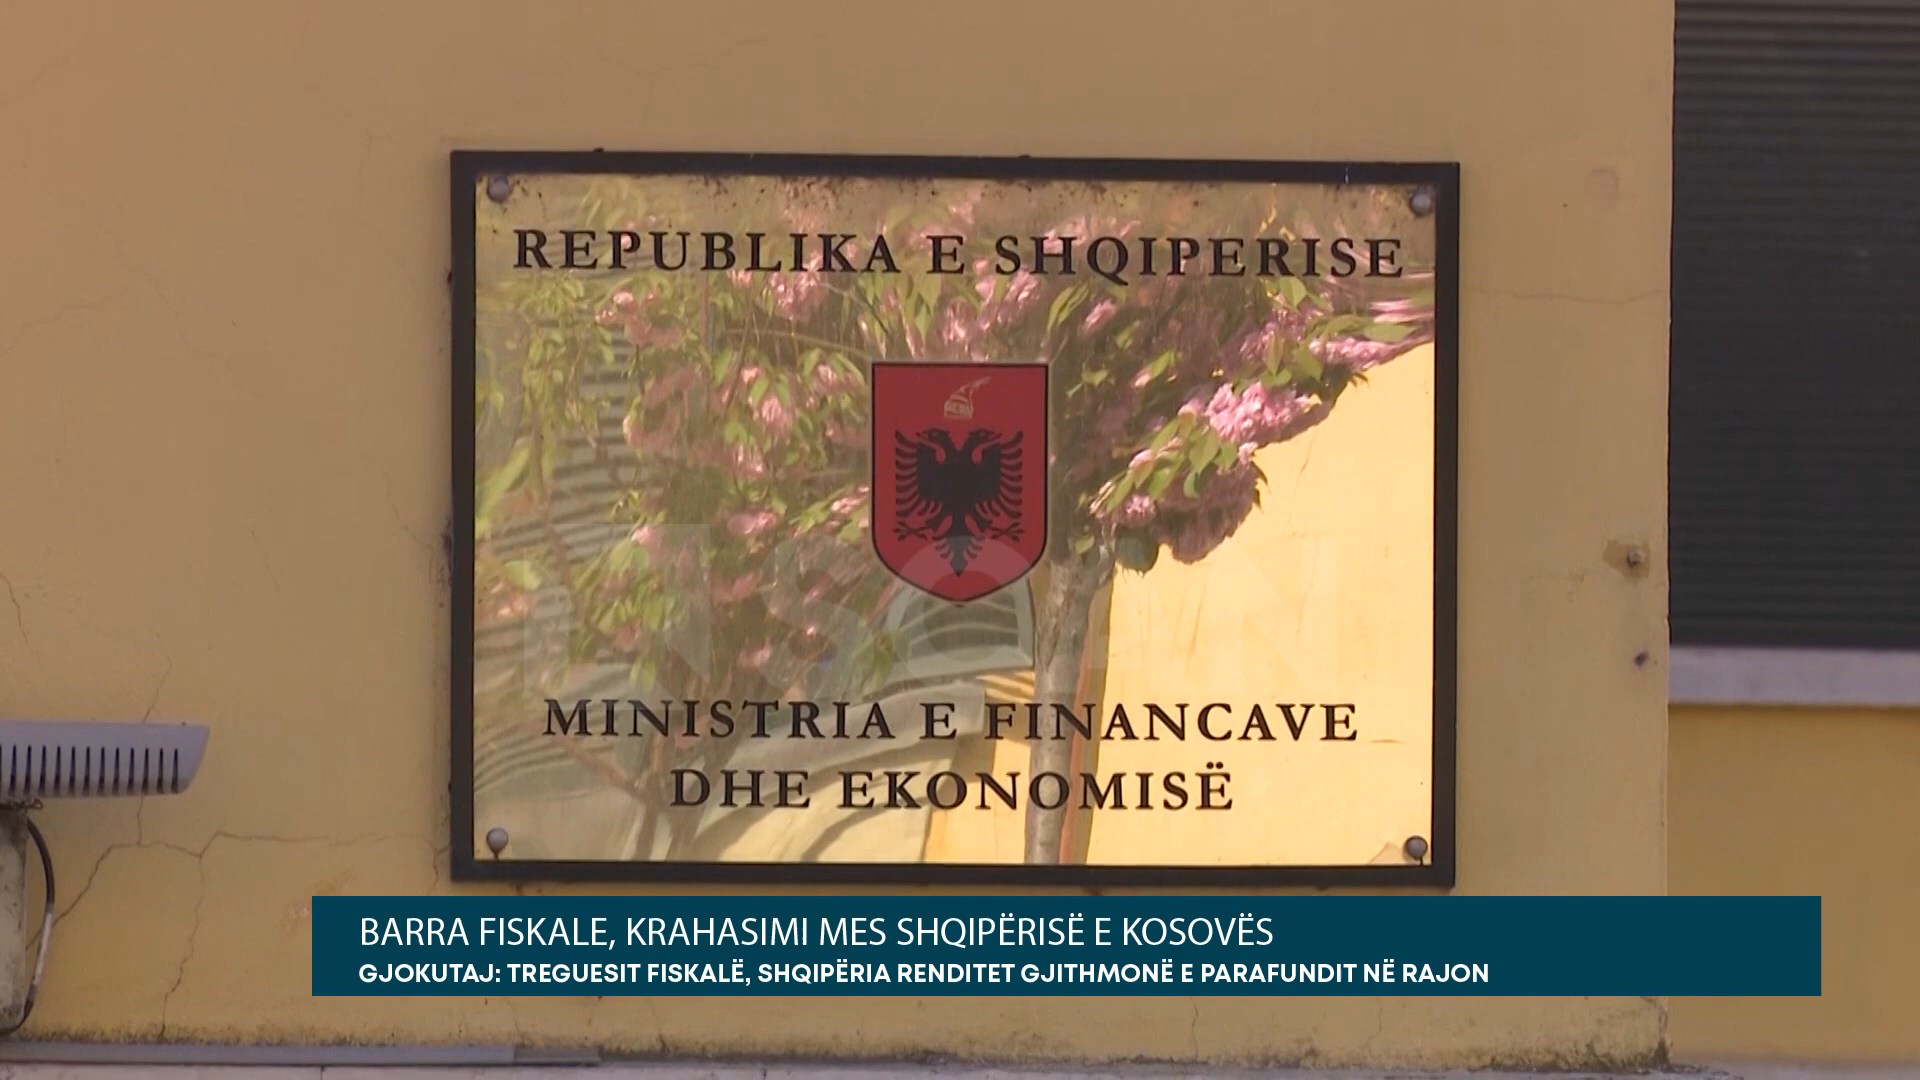 REPUBLIKA E SHQIPERISE
MINISTRIA E FINANCAVE
DHE EKONOMISË
BARRA FISKALE, KRAHASIMI MES SHQIPËRISË E KOSOVËS
GJOKUTAJ: TREGUESIT FISKALË, SHQIPËRIA RENDITET GJITHMONË E PARAFUNDIT NË RAJON